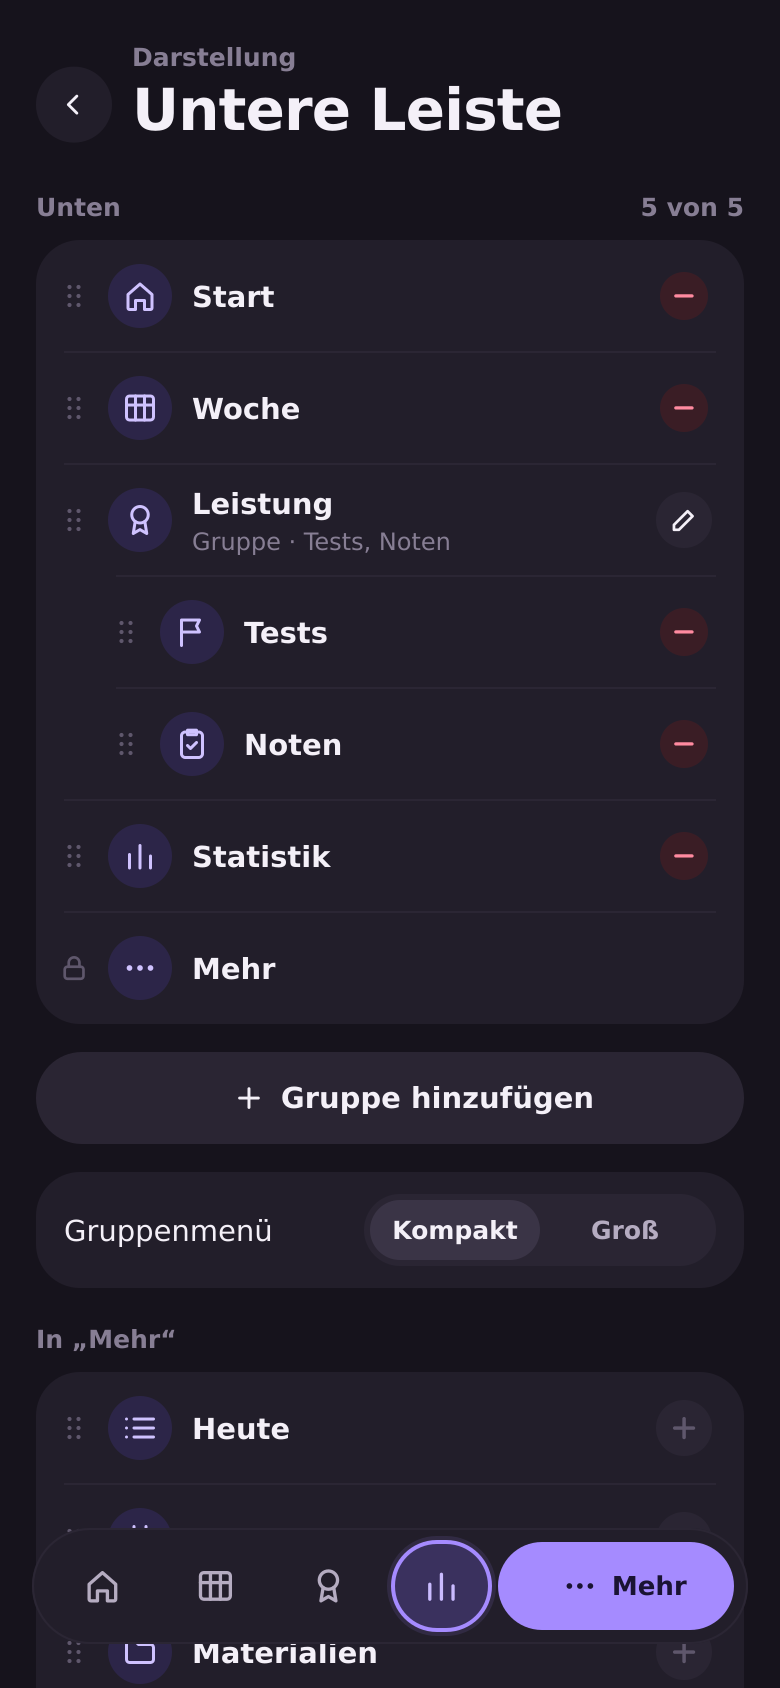 Darstellung
Untere Leiste
Unten
5 von 5
Start
Woche
Leistung
Gruppe · Tests, Noten
Tests
Noten
Statistik
Mehr
Gruppe hinzufügen
Gruppenmenü
Kompakt
Groß
In „Mehr“
Heute
Mehr
Materialien